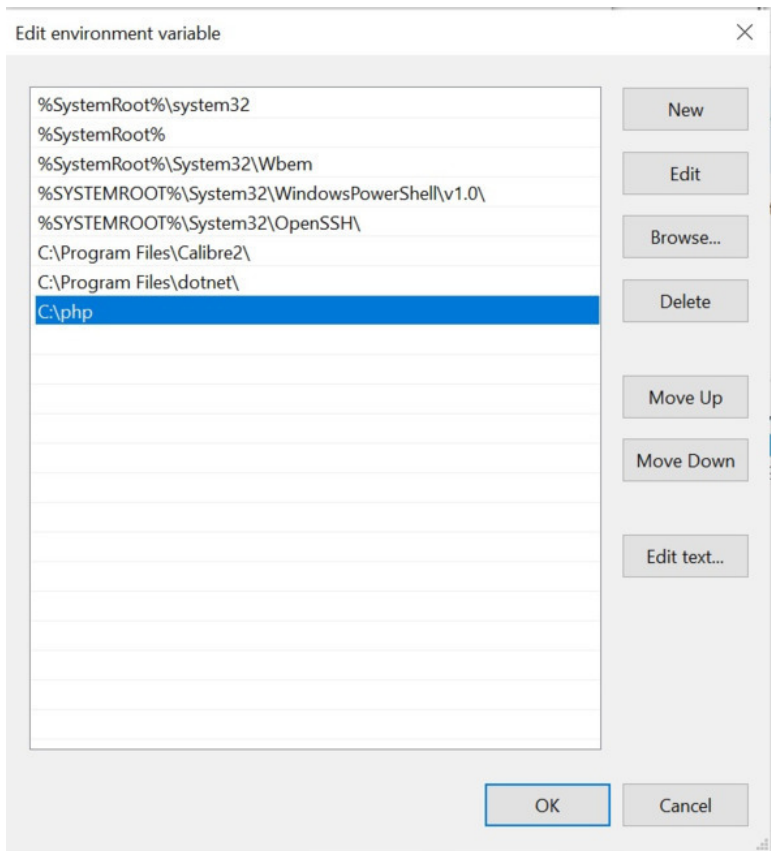 Edit environment variable
%SystemRoot%\system32
%SystemRoot%
%SystemRoot%\System32\Wbem
%SYSTEMROOT%\System32\WindowsPowerShell\v1.0\
%SYSTEMROOT%\System32\OpenSSH\
C:\Program Files\Calibre2\
C:\Program Files\dotnet\
C:\php
New
Edit
Browse...
Delete
Move Up
Move Down
Edit text...
OK
Cancel